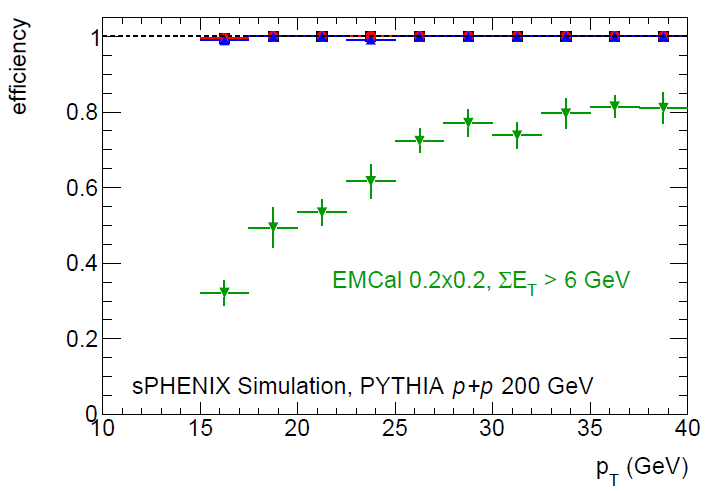 efficiency
1
0.8
0.6
0.4
0.2
0
EMCal 0.2x0.2, ΣE_T > 6 GeV
sPHENIX Simulation, PYTHIA p+p 200 GeV
10 15 20 25 30 35 40
p_T (GeV)